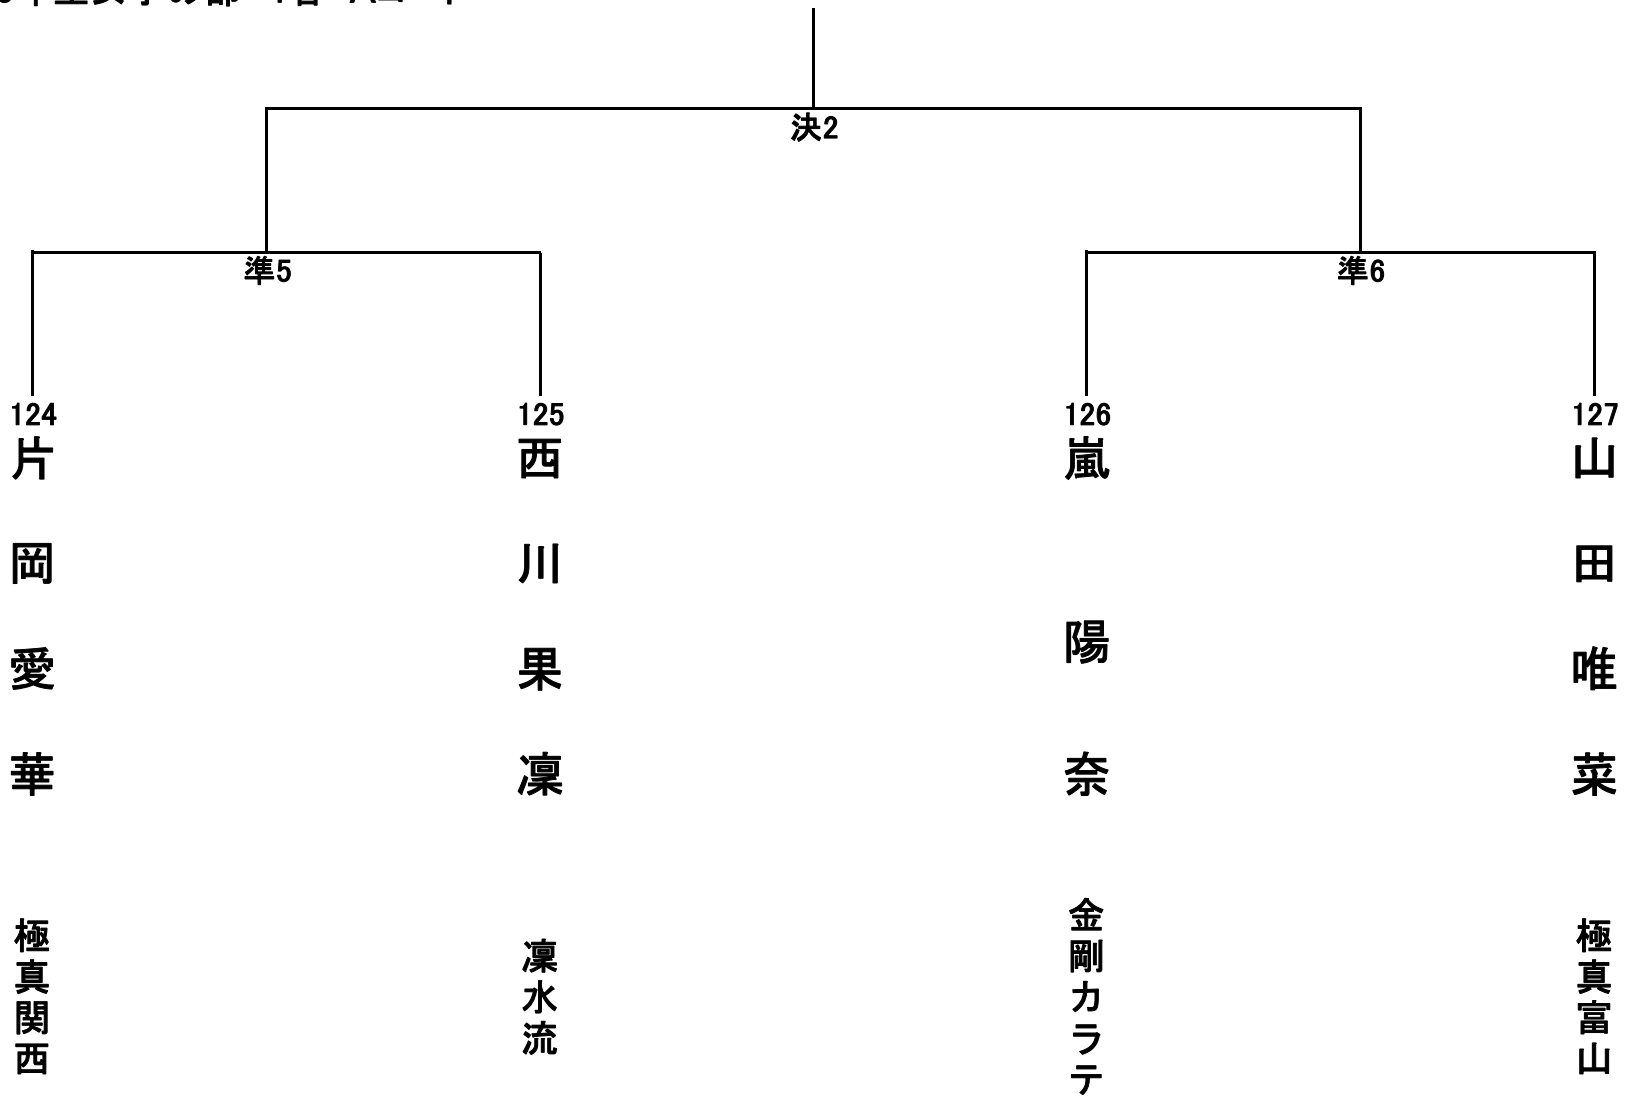 決2
準5
準6
124
片岡愛華
極真関西
125
西川果凜
凜水流
126
嵐陽奈
金剛カラテ
127
山田唯菜
極真富山